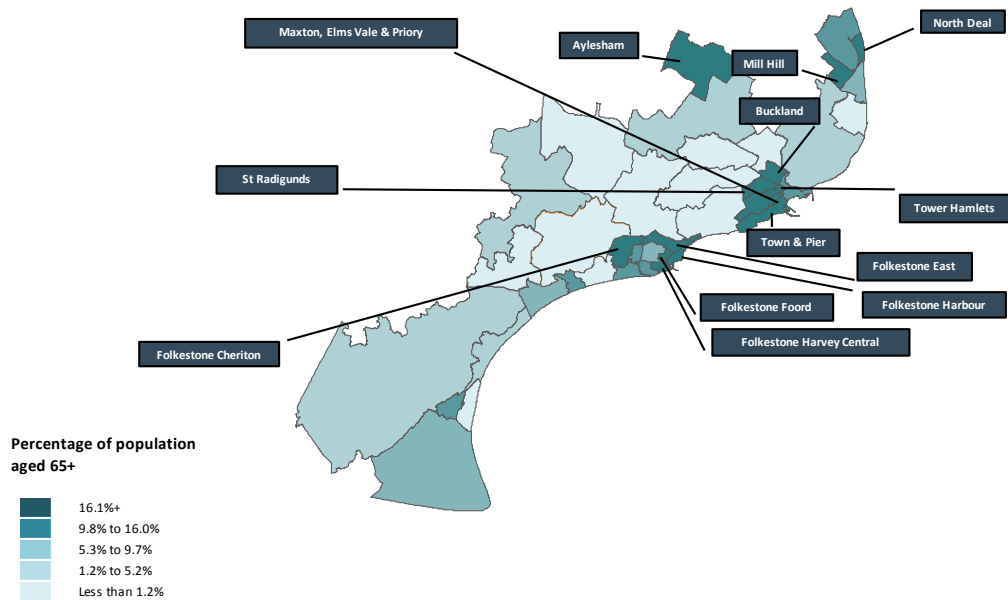 North Deal
Maxton, Elms Vale & Priory
Aylesham
Mill Hill
Buckland
St Radigunds
Tower Hamlets
Town & Pier
Folkestone East
Folkestone Foord
Folkestone Harbour
Folkestone Harvey Central
Folkestone Cheriton
Percentage of population
aged 65+
16.1%+
9.8% to 16.0%
5.3% to 9.7%
1.2% to 5.2%
Less than 1.2%